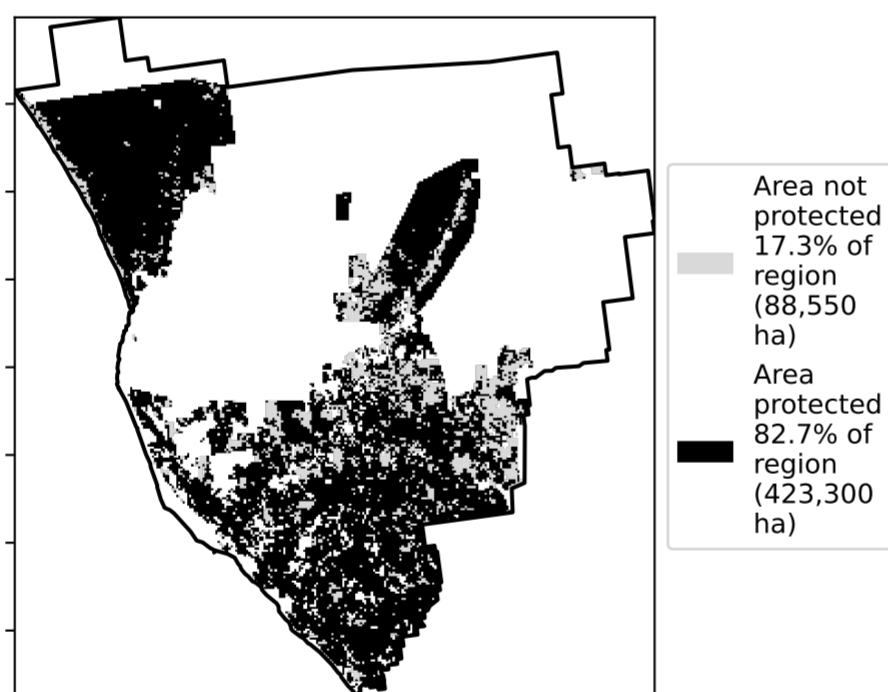 Area not
protected
17.3% of
region
(88,550
ha)
Area
protected
82.7% of
region
(423,300
ha)